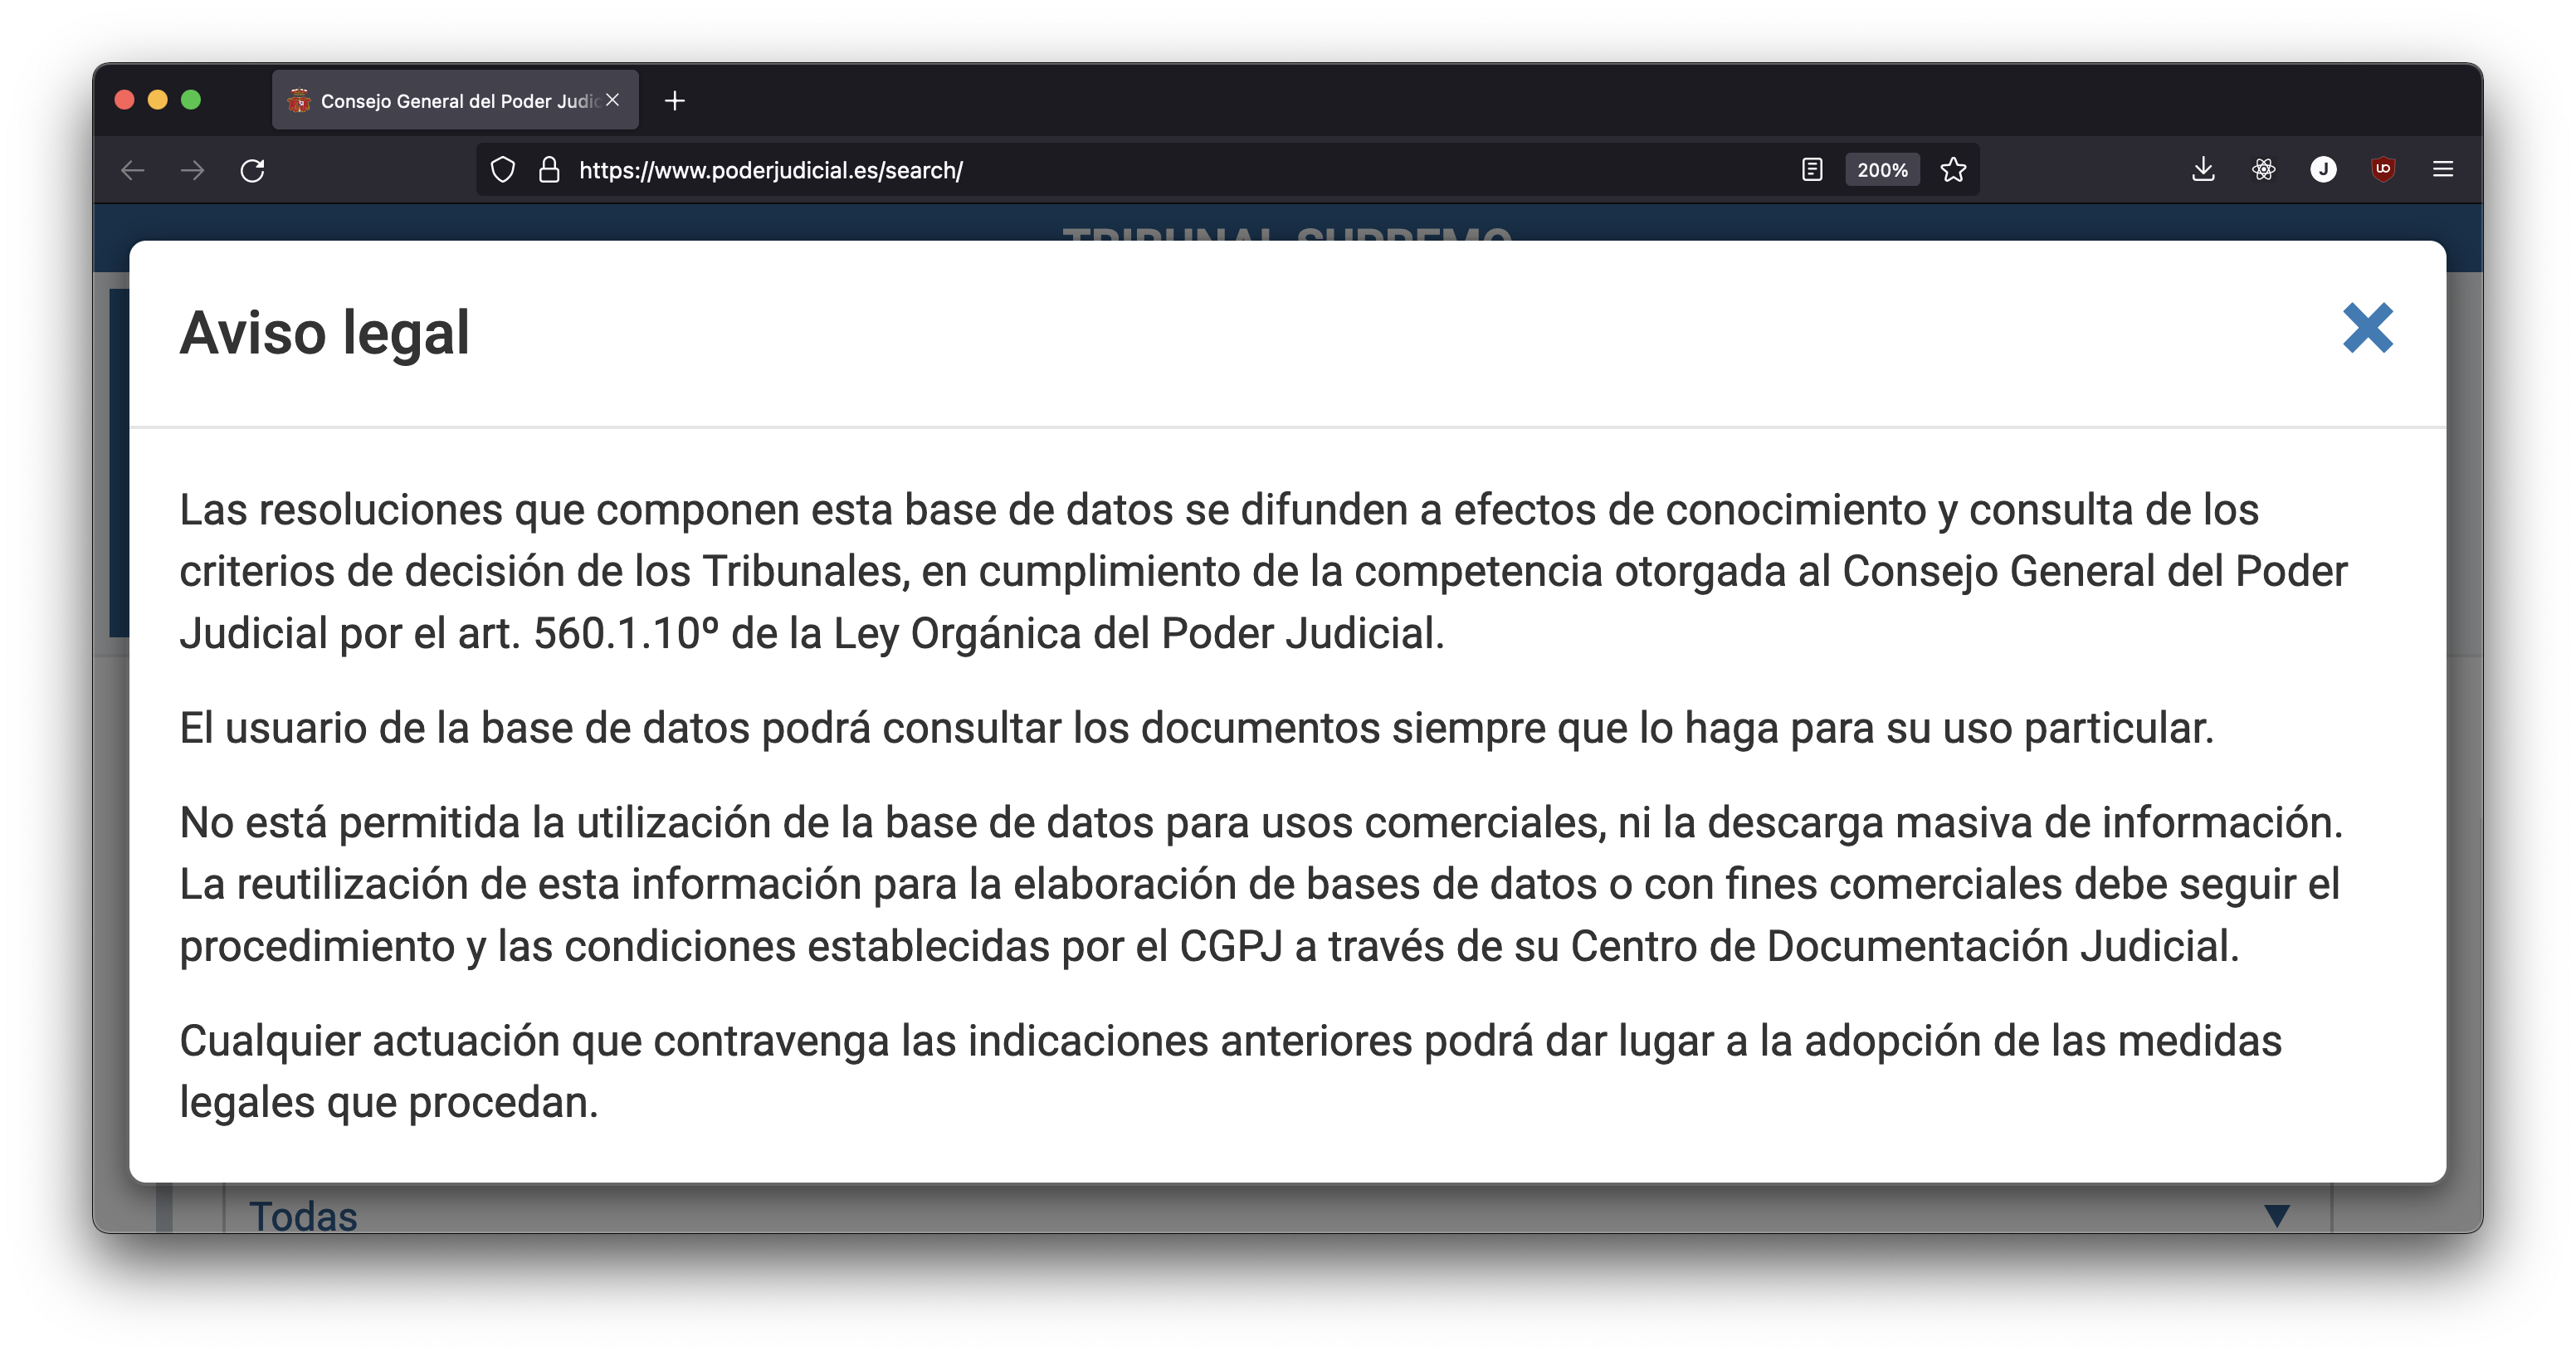 Consejo General del Poder Judic
https://www.poderjudicial.es/search/
200%
J
TRIBUNAL SUPREMO
Aviso legal
Las resoluciones que componen esta base de datos se difunden a efectos de conocimiento y consulta de los
criterios de decisión de los Tribunales, en cumplimiento de la competencia otorgada al Consejo General del Poder
Judicial por el art. 560.1.10º de la Ley Orgánica del Poder Judicial.
El usuario de la base de datos podrá consultar los documentos siempre que lo haga para su uso particular.
No está permitida la utilización de la base de datos para usos comerciales, ni la descarga masiva de información.
La reutilización de esta información para la elaboración de bases de datos o con fines comerciales debe seguir el
procedimiento y las condiciones establecidas por el CGPJ a través de su Centro de Documentación Judicial.
Cualquier actuación que contravenga las indicaciones anteriores podrá dar lugar a la adopción de las medidas
legales que procedan.
Todas